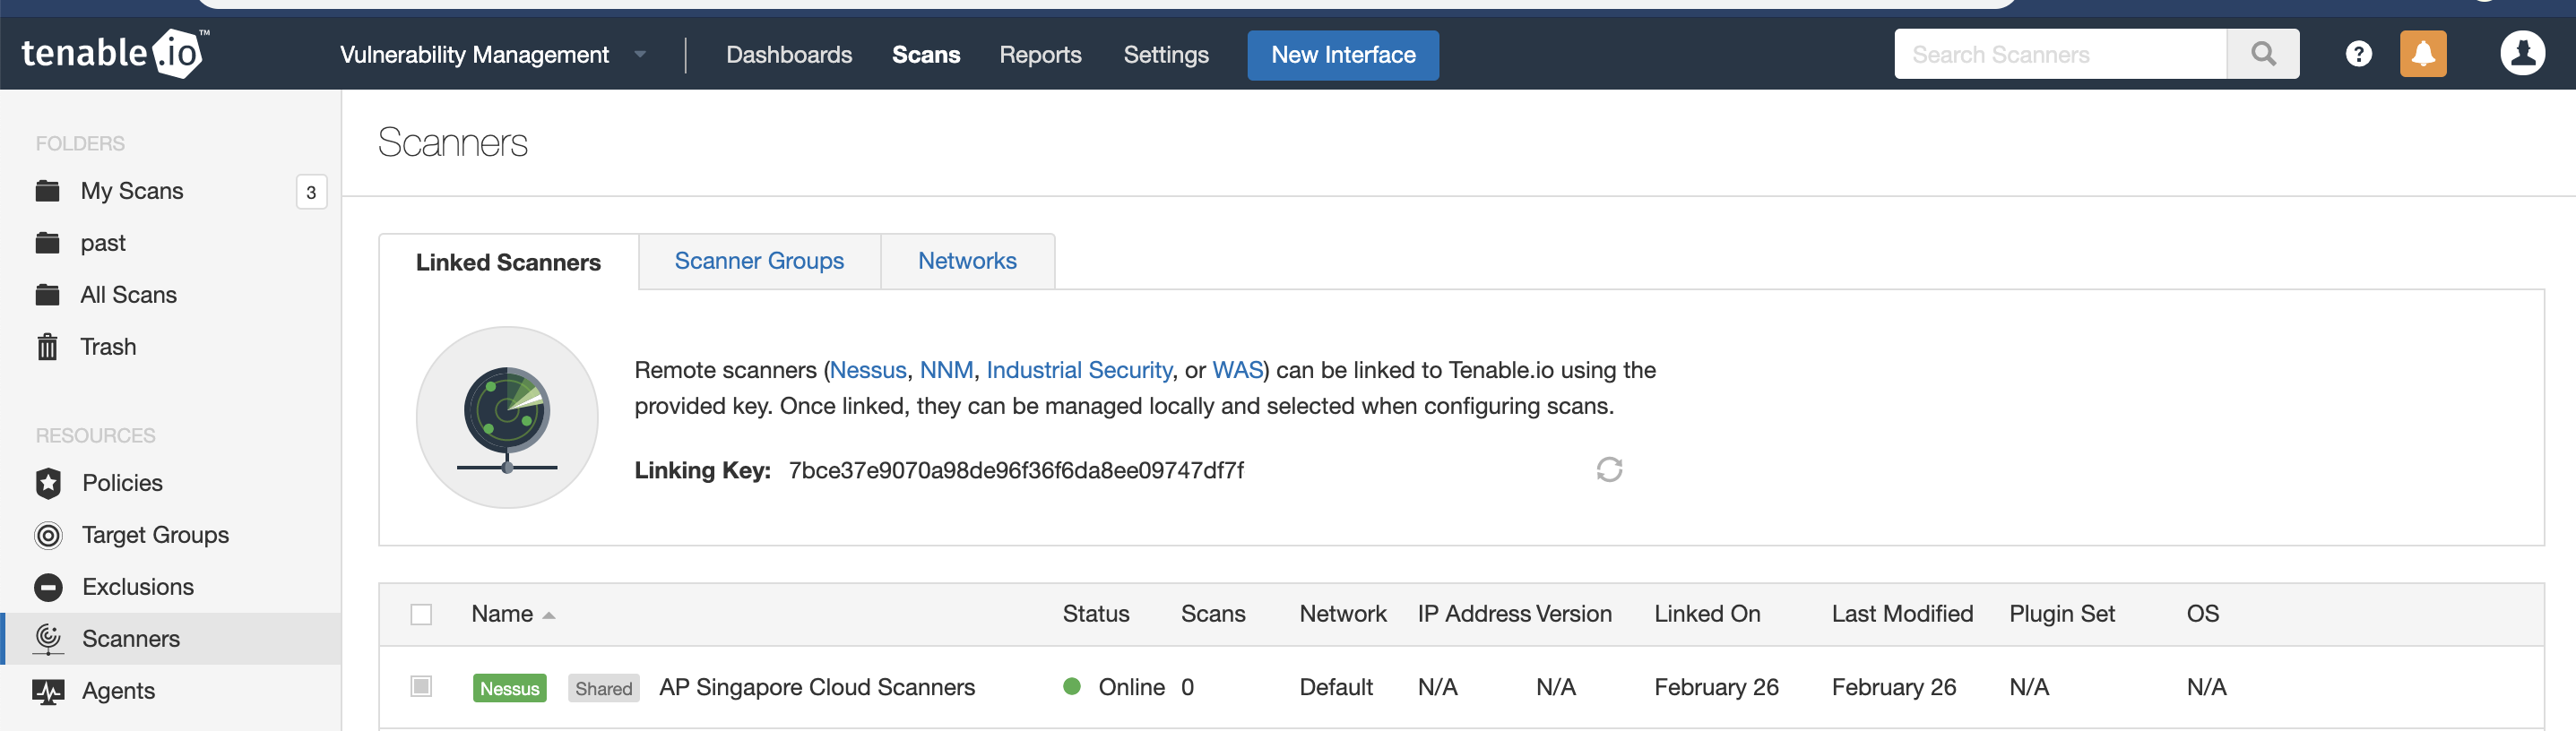 tenable.io™
Vulnerability Management
Dashboards
Scans
Reports
Settings
New Interface
Search Scanners
?
FOLDERS
My Scans 3
past
All Scans
Trash
RESOURCES
Policies
Target Groups
Exclusions
Scanners
Agents
Scanners
Linked Scanners
Scanner Groups
Networks
Remote scanners (Nessus, NNM, Industrial Security, or WAS) can be linked to Tenable.io using the
provided key. Once linked, they can be managed locally and selected when configuring scans.
Linking Key: 7bce37e9070a98de96f36f6da8ee09747df7f
Name Status Scans Network IP Address Version Linked On Last Modified Plugin Set OS
Nessus Shared AP Singapore Cloud Scanners Online 0 Default N/A N/A February 26 February 26 N/A N/A